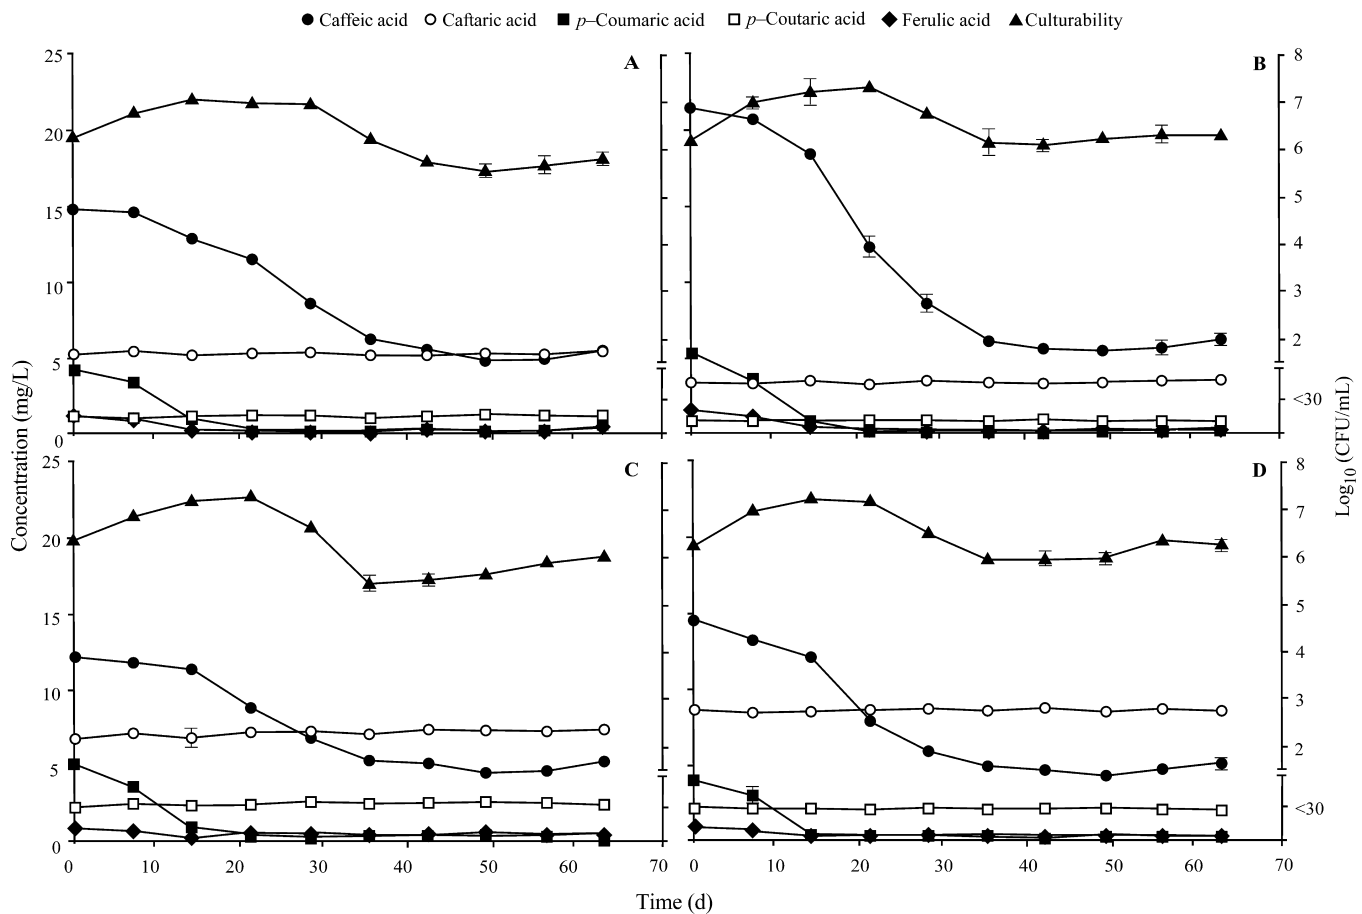 Caffeic acid Caftaric acid p–Coumaric acid p–Coutaric acid Ferulic acid Culturability
A
25
20
15
10
5
0
B
8
7
6
5
4
3
2
<30
C
25
20
15
10
5
0
0 10 20 30 40 50 60 70
D
8
7
6
5
4
3
2
<30
0 10 20 30 40 50 60 70
Concentration (mg/L)
Log10 (CFU/mL)
Time (d)